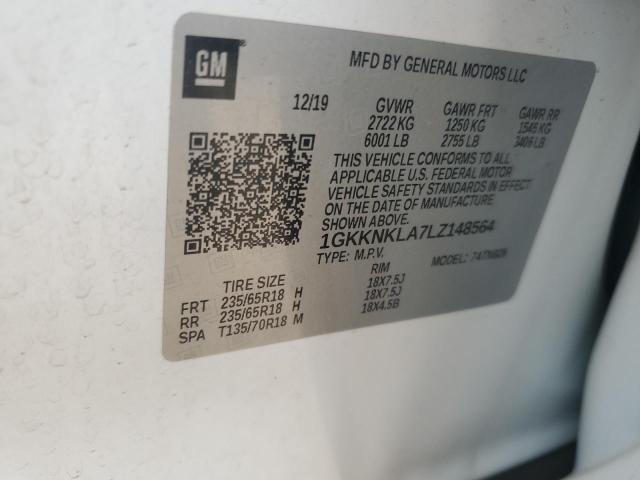 GM
MFD BY GENERAL MOTORS LLC
12/19 GVWR GAWR FRT GAWR RR
2722 KG 1250 KG 1545 KG
6001 LB 2755 LB 3406 LB
THIS VEHICLE CONFORMS TO ALL
APPLICABLE U.S. FEDERAL MOTOR
VEHICLE SAFETY STANDARDS IN EFFECT
ON THE DATE OF MANUFACTURE
SHOWN ABOVE.
1GKKNKLA7LZ148564
TYPE: M.P.V. MODEL:
TIRE SIZE RIM
FRT 235/65R18 H 18X7.5J
RR 235/65R18 H 18X7.5J
SPA T135/70R18 M 18X4.5B